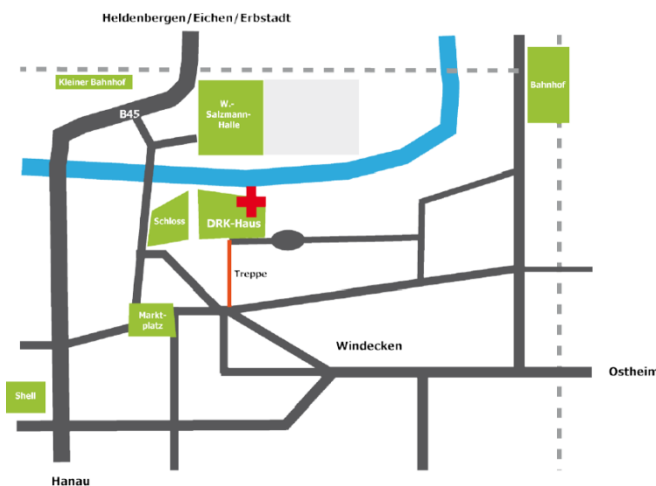 Heldenbergen/Eichen/Erbstadt
Kleiner Bahnhof
B45
W.-
Salzmann-
Halle
Bahnhof
Schloss
DRK-Haus
Treppe
Markt-
platz
Windecken
Ostheim
Shell
Hanau